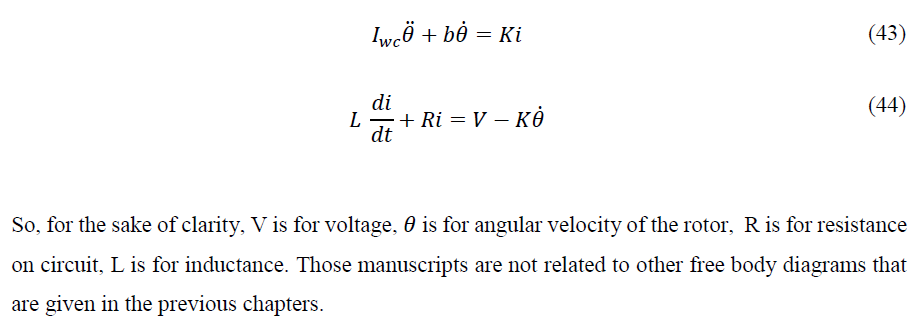 I_wc θ̈ + bθ̇ = Ki (43)
L di/dt + Ri = V − Kθ̇ (44)
So, for the sake of clarity, V is for voltage, θ is for angular velocity of the rotor, R is for resistance
on circuit, L is for inductance. Those manuscripts are not related to other free body diagrams that
are given in the previous chapters.